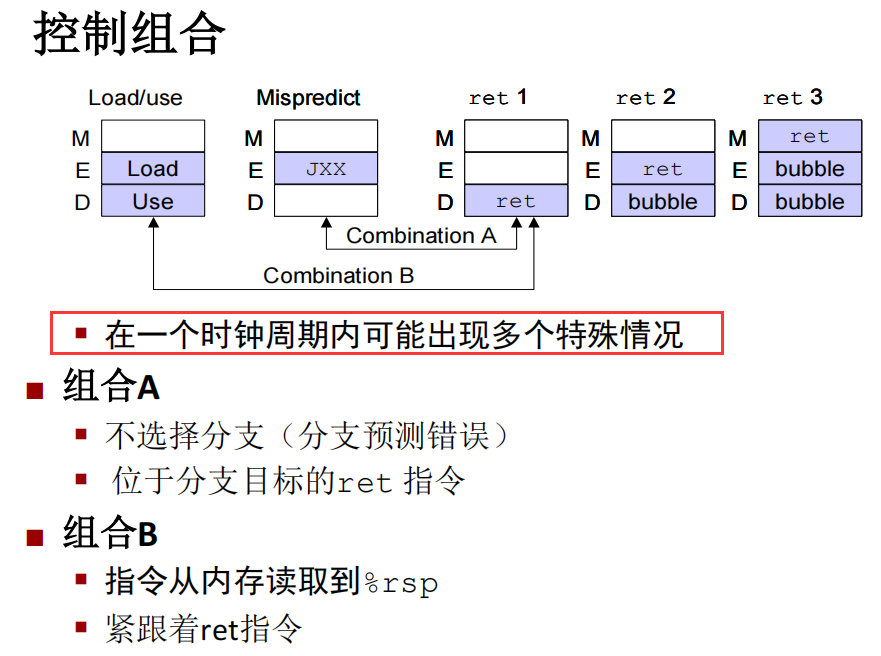 控制组合
Load/use Mispredict ret 1 ret 2 ret 3
M M M M M ret
E Load E JXX E E ret E bubble
D Use D D ret D bubble D bubble
Combination A
Combination B
▪ 在一个时钟周期内可能出现多个特殊情况
■ 组合A
▪ 不选择分支（分支预测错误）
▪ 位于分支目标的ret 指令
■ 组合B
▪ 指令从内存读取到%rsp
▪ 紧跟着ret指令